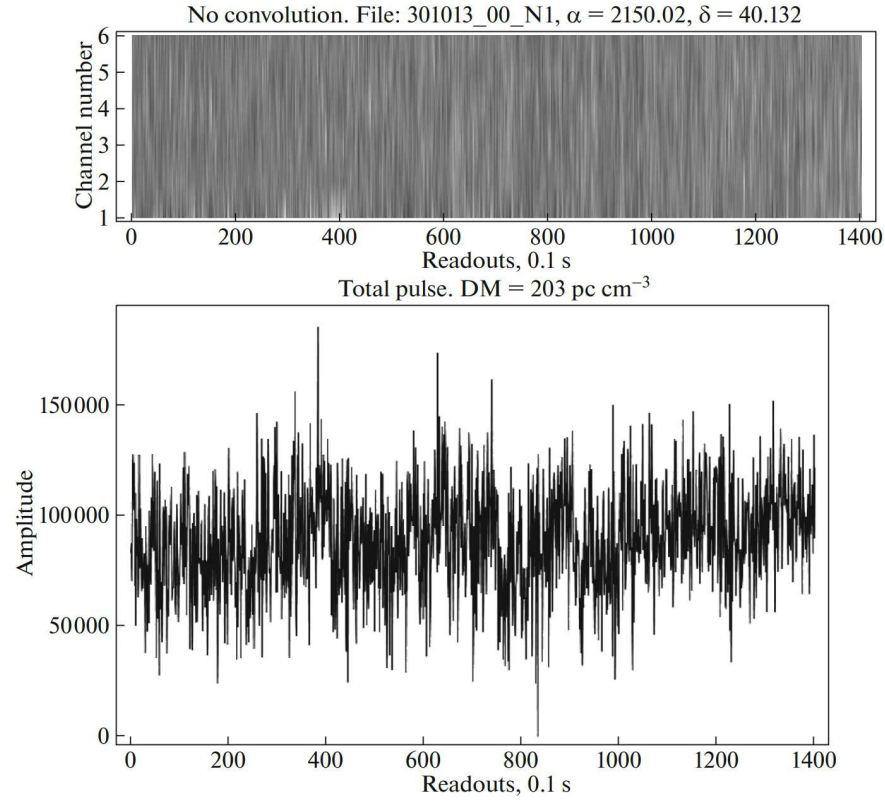 No convolution. File: 301013_00_N1, α = 2150.02, δ = 40.132
Channel number
6
5
4
3
2
1
0 200 400 600 800 1000 1200 1400
Readouts, 0.1 s
Total pulse. DM = 203 pc cm⁻³
Amplitude
150000
100000
50000
0
0 200 400 600 800 1000 1200 1400
Readouts, 0.1 s